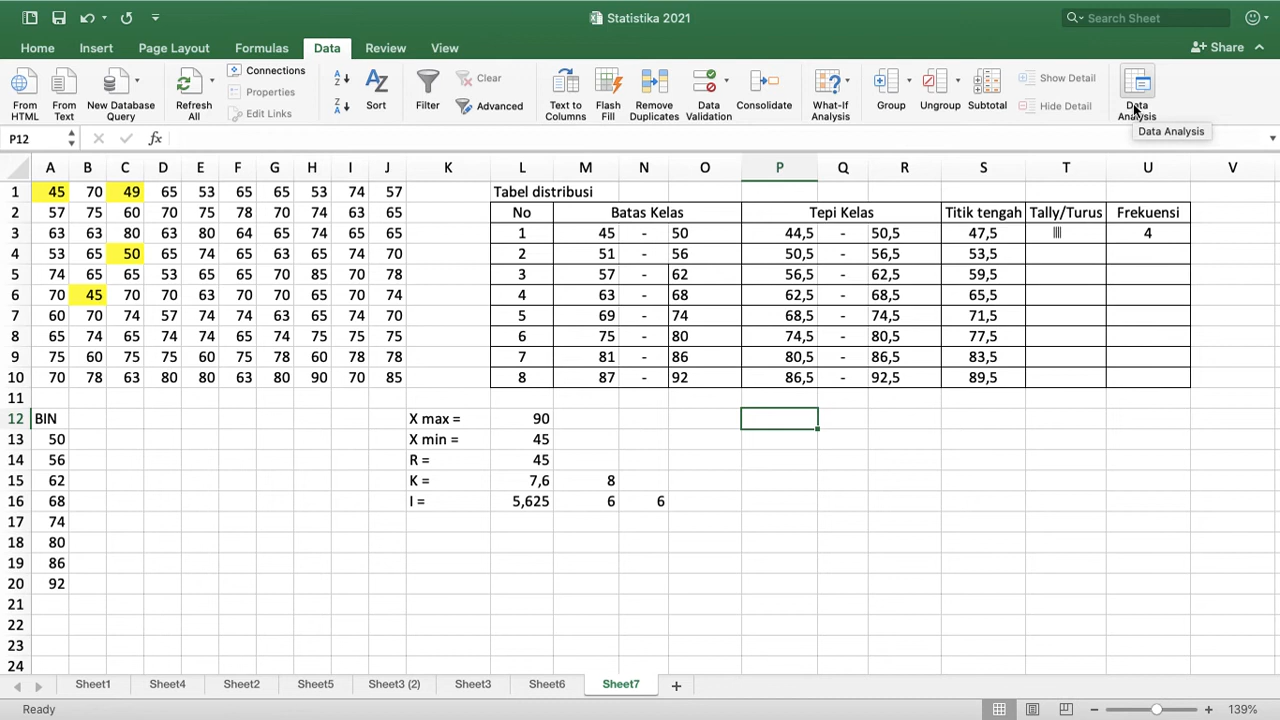 Statistika 2021
Search Sheet
Home Insert Page Layout Formulas Data Review View
Share
From HTML
From Text
New Database Query
Refresh All
Connections
Properties
Edit Links
Sort
Filter
Clear
Advanced
Text to Columns
Flash Fill
Remove Duplicates
Data Validation
Consolidate
What-If Analysis
Group
Ungroup
Subtotal
Show Detail
Hide Detail
Data Analysis
Data Analysis
P12 fx
A B C D E F G H I J K L M N O P Q R S T U V
1 45 70 49 65 53 65 65 53 74 57 Tabel distribusi
2 57 75 60 70 75 78 70 74 63 65 No Batas Kelas Tepi Kelas Titik tengah Tally/Turus Frekuensi
3 63 63 80 63 80 64 65 74 65 65 1 45 - 50 44,5 - 50,5 47,5 |||| 4
4 53 65 50 65 74 65 63 65 74 70 2 51 - 56 50,5 - 56,5 53,5
5 74 65 65 53 65 65 70 85 70 78 3 57 - 62 56,5 - 62,5 59,5
6 70 45 70 70 63 70 70 65 70 74 4 63 - 68 62,5 - 68,5 65,5
7 60 70 74 57 74 74 63 65 74 70 5 69 - 74 68,5 - 74,5 71,5
8 65 74 65 74 74 65 74 75 75 75 6 75 - 80 74,5 - 80,5 77,5
9 75 60 75 75 60 75 78 60 78 78 7 81 - 86 80,5 - 86,5 83,5
10 70 78 63 80 80 63 80 90 70 85 8 87 - 92 86,5 - 92,5 89,5
11
12 BIN X max = 90
13 50 X min = 45
14 56 R = 45
15 62 K = 7,6 8
16 68 I = 5,625 6 6
17 74
18 80
19 86
20 92
21
22
23
24
Sheet1 Sheet4 Sheet2 Sheet5 Sheet3 (2) Sheet3 Sheet6 Sheet7
Ready 139%